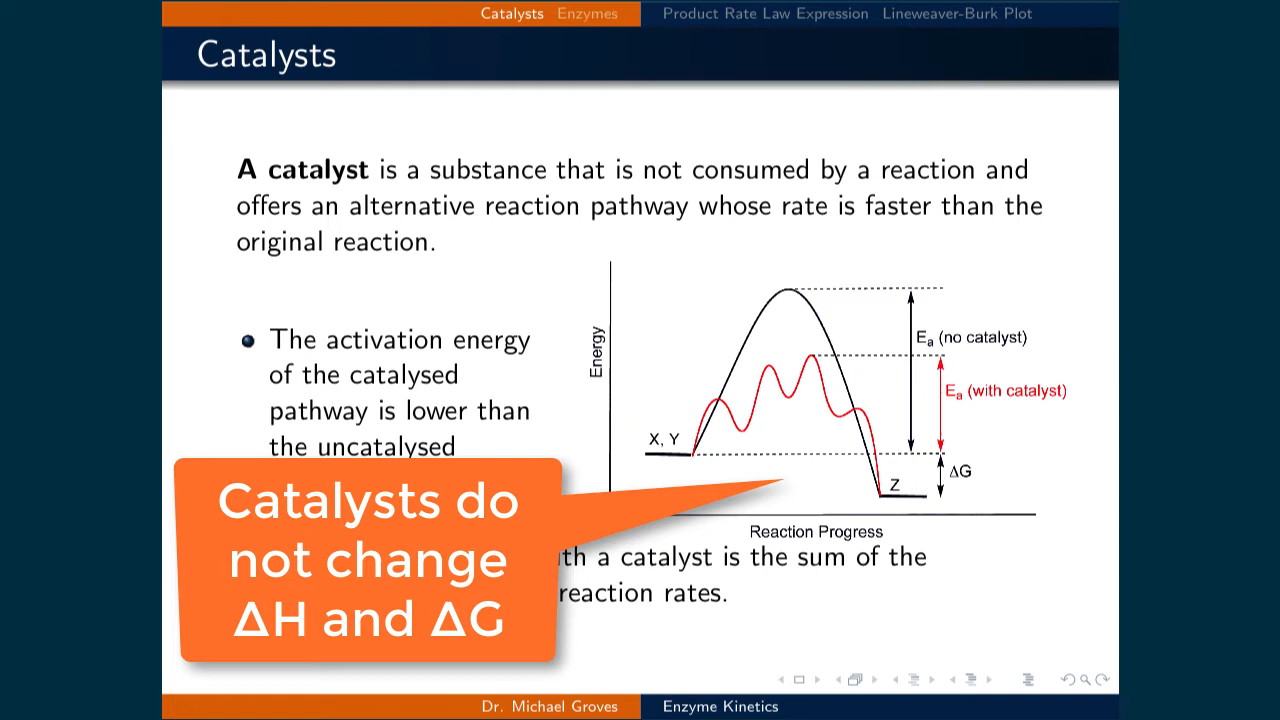 Catalysts Enzymes Product Rate Law Expression Lineweaver-Burk Plot
Catalysts
A catalyst is a substance that is not consumed by a reaction and
offers an alternative reaction pathway whose rate is faster than the
original reaction.
The activation energy
of the catalysed
pathway is lower than
the uncatalysed
Energy
X, Y
Z
Ea (no catalyst)
Ea (with catalyst)
ΔG
Reaction Progress
a catalyst is the sum of the
reaction rates.
Catalysts do
not change
ΔH and ΔG
Dr. Michael Groves Enzyme Kinetics